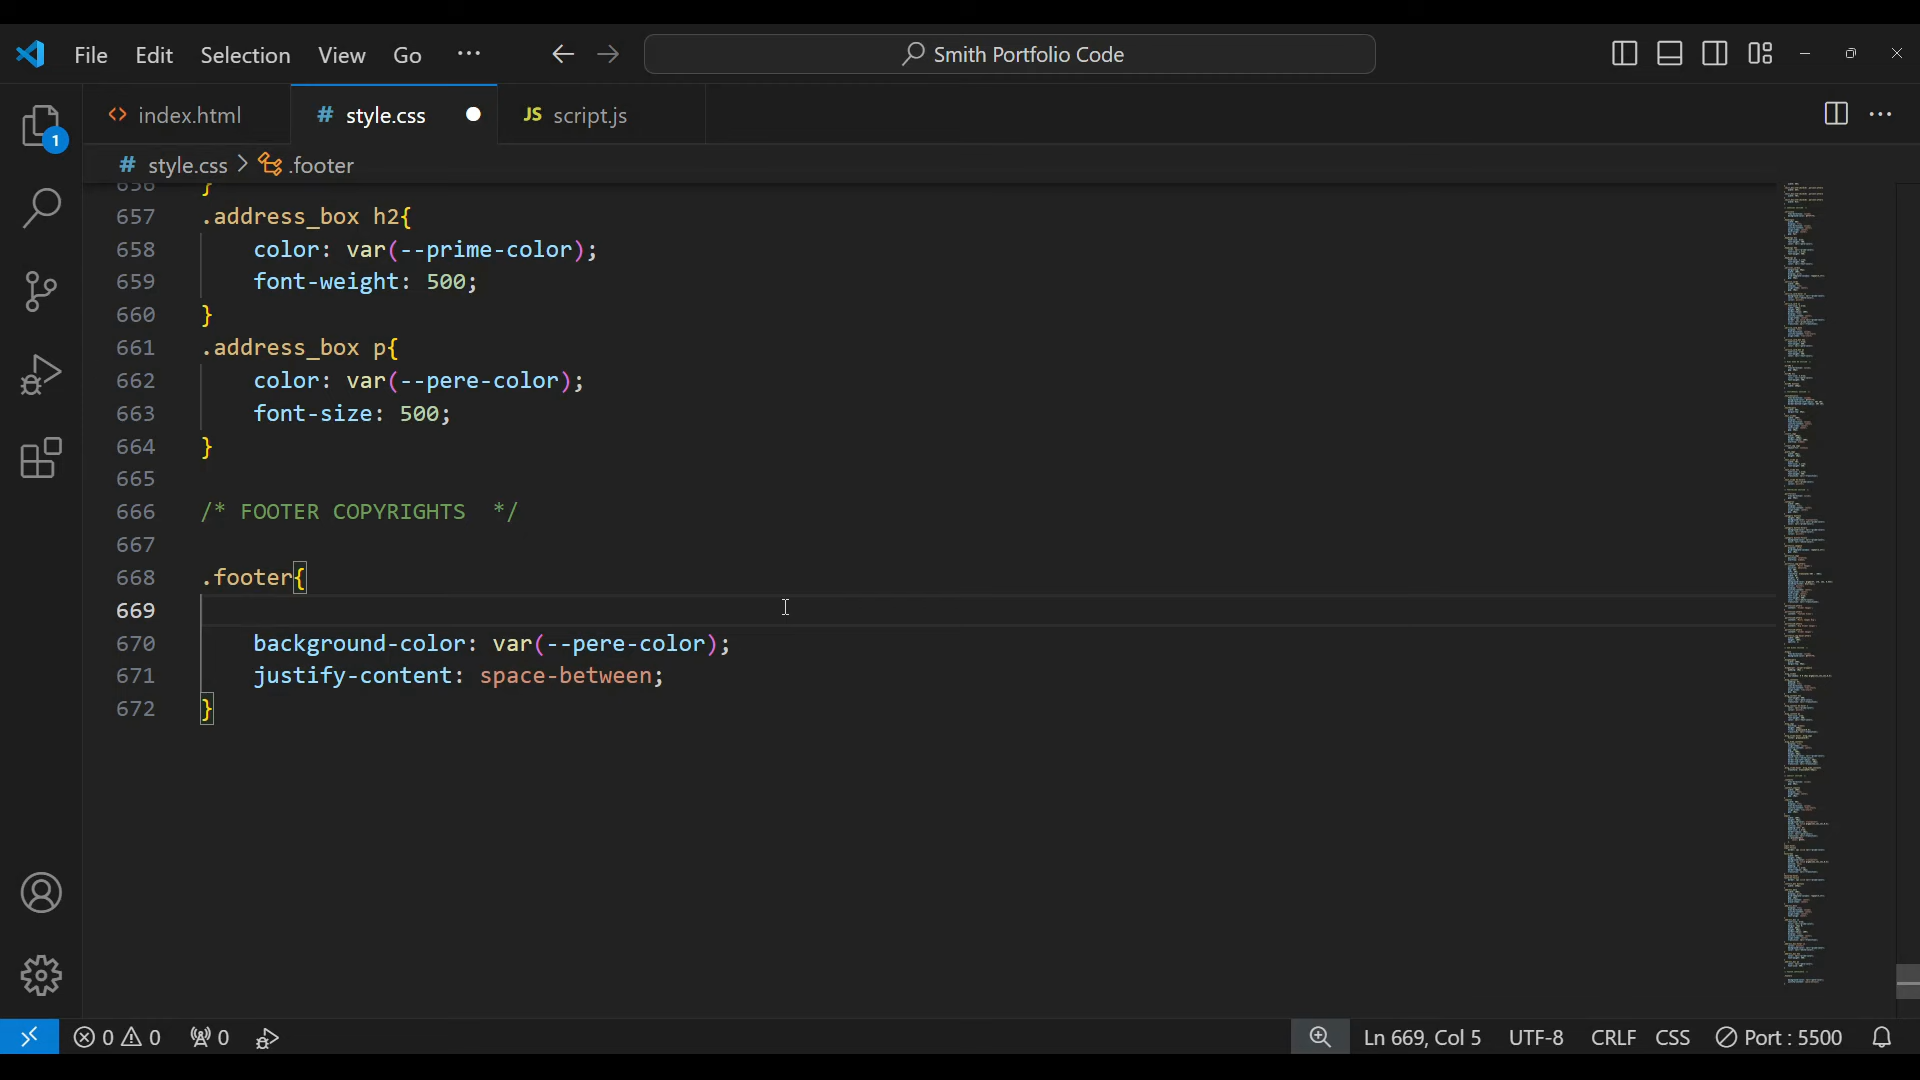 File Edit Selection View Go ··· Smith Portfolio Code
index.html # style.css JS script.js
# style.css > .footer
656 }
657 .address_box h2{
658 color: var(--prime-color);
659 font-weight: 500;
660 }
661 .address_box p{
662 color: var(--pere-color);
663 font-size: 500;
664 }
665
666 /* FOOTER COPYRIGHTS */
667
668 .footer{
669
670 background-color: var(--pere-color);
671 justify-content: space-between;
672 }
1
0 0 0 Ln 669, Col 5 UTF-8 CRLF CSS Port : 5500